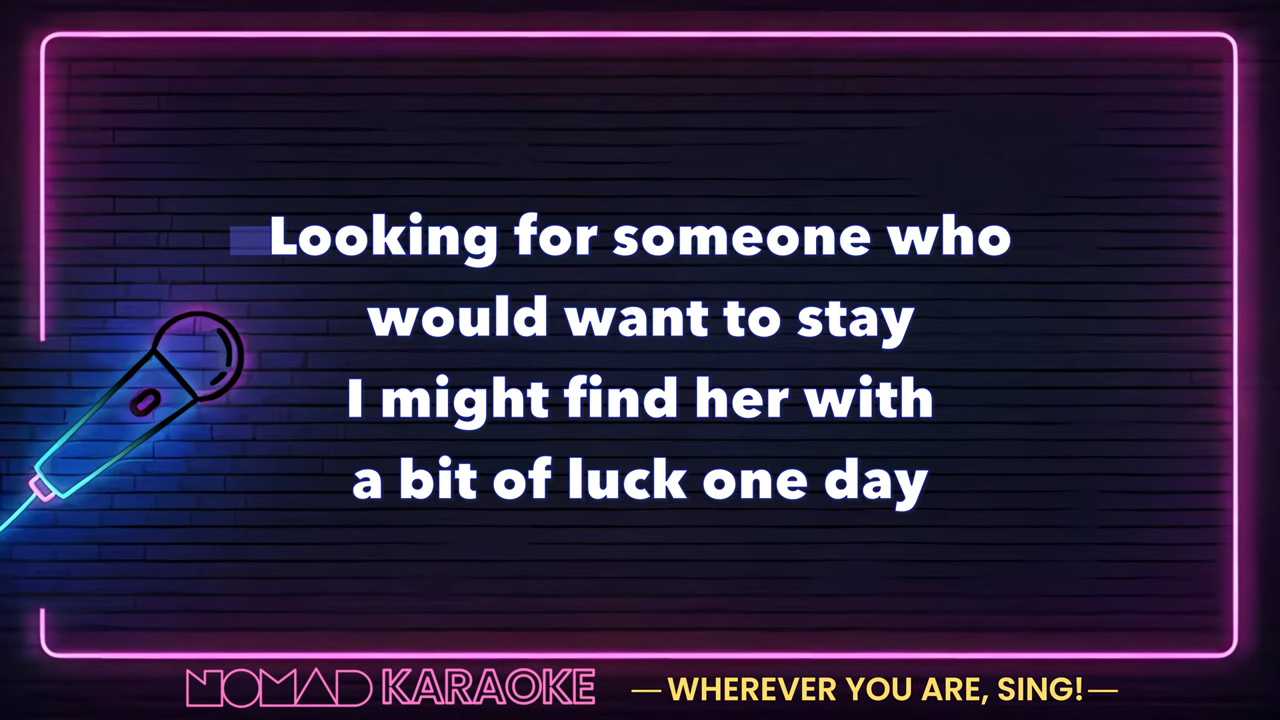 Looking for someone who
would want to stay
I might find her with
a bit of luck one day
NOMAD KARAOKE —WHEREVER YOU ARE, SING!—